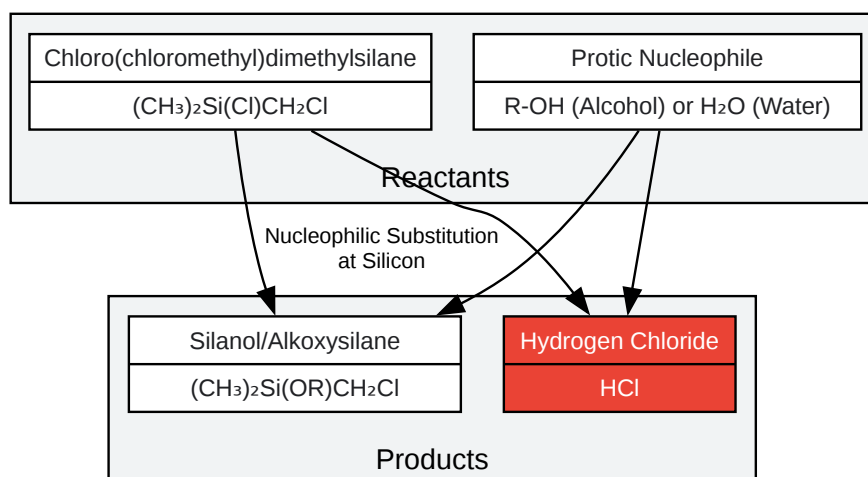 Chloro(chloromethyl)dimethylsilane
(CH₃)₂Si(Cl)CH₂Cl
Protic Nucleophile
R-OH (Alcohol) or H₂O (Water)
Reactants
Nucleophilic Substitution
at Silicon
Silanol/Alkoxysilane
(CH₃)₂Si(OR)CH₂Cl
Hydrogen Chloride
HCl
Products